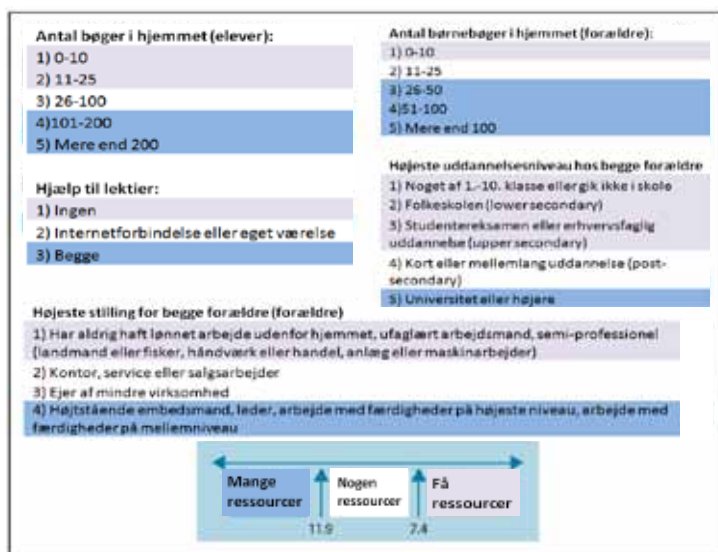 Antal bøger i hjemmet (elever):
1) 0-10
2) 11-25
3) 26-100
4)101-200
5) Mere end 200
Hjælp til lektier:
1) Ingen
2) Internetforbindelse eller eget værelse
3) Begge
Antal børnebøger i hjemmet (forældre):
1) 0-10
2) 11-25
3) 26-50
4)51-100
5) Mere end 100
Højeste uddannelsesniveau hos begge forældre
1) Noget af 1.-10. klasse eller gik ikke i skole
2) Folkeskolen (lower secondary)
3) Studentereksamen eller erhvervsfaglig
uddannelse (upper secondary)
4) Kort eller mellemlang uddannelse (post-
secondary)
5) Universitet eller højere
Højeste stilling for begge forældre (forældre)
1) Har aldrig haft lønnet arbejde udenfor hjemmet, ufaglært arbejdsmand, semi-professionel
(landmand eller fisker, håndværk eller handel, anlæg eller maskinarbejder)
2) Kontor, service eller salgsarbejder
3) Ejer af mindre virksomhed
4) Højtstående embedsmand, leder, arbejde med færdigheder på højeste niveau, arbejde med
færdigheder på mellemniveau
Mange
ressourcer
Nogen
ressourcer
Få
ressourcer
11.9
7.4